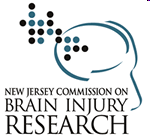 NEW JERSEY COMMISSION ON
BRAIN INJURY
RESEARCH